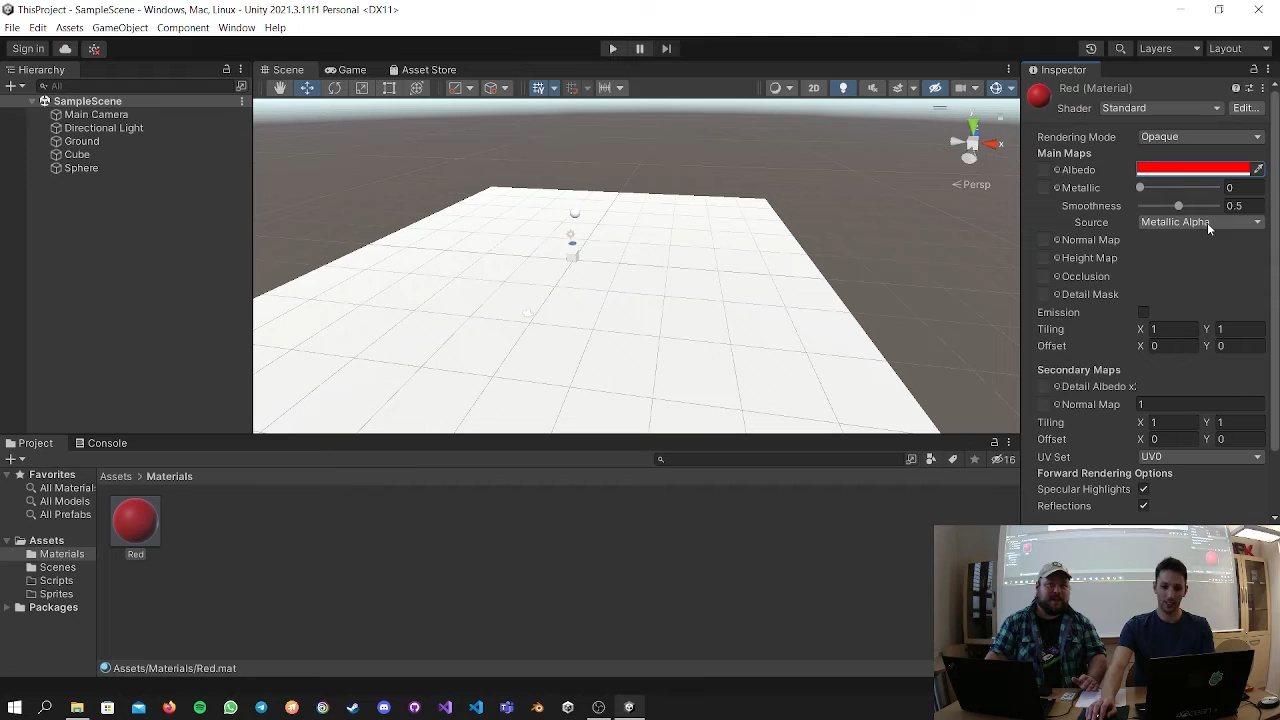 ThisProject - SampleScene - Windows, Mac, Linux - Unity 2021.3.11f1 Personal <DX11>
File Edit Assets GameObject Component Window Help
Sign in Layers Layout
Hierarchy Scene Game Asset Store Inspector
All 2D
SampleScene
Main Camera
Directional Light
Ground
Cube
Sphere
z
x
Persp
Red (Material)
Shader Standard Edit...
Rendering Mode Opaque
Main Maps
Albedo
Metallic 0
Smoothness 0.5
Source Metallic Alpha
Normal Map
Height Map
Occlusion
Detail Mask
Emission
Tiling X 1 Y 1
Offset X 0 Y 0
Secondary Maps
Detail Albedo x
Normal Map 1
Tiling X 1 Y 1
Offset X 0 Y 0
UV Set UV0
Forward Rendering Options
Specular Highlights
Reflections
Project Console
16
Favorites
All Material
All Models
All Prefabs
Assets
Materials
Scenes
Scripts
Sprites
Packages
Assets > Materials
Red
Assets/Materials/Red.mat